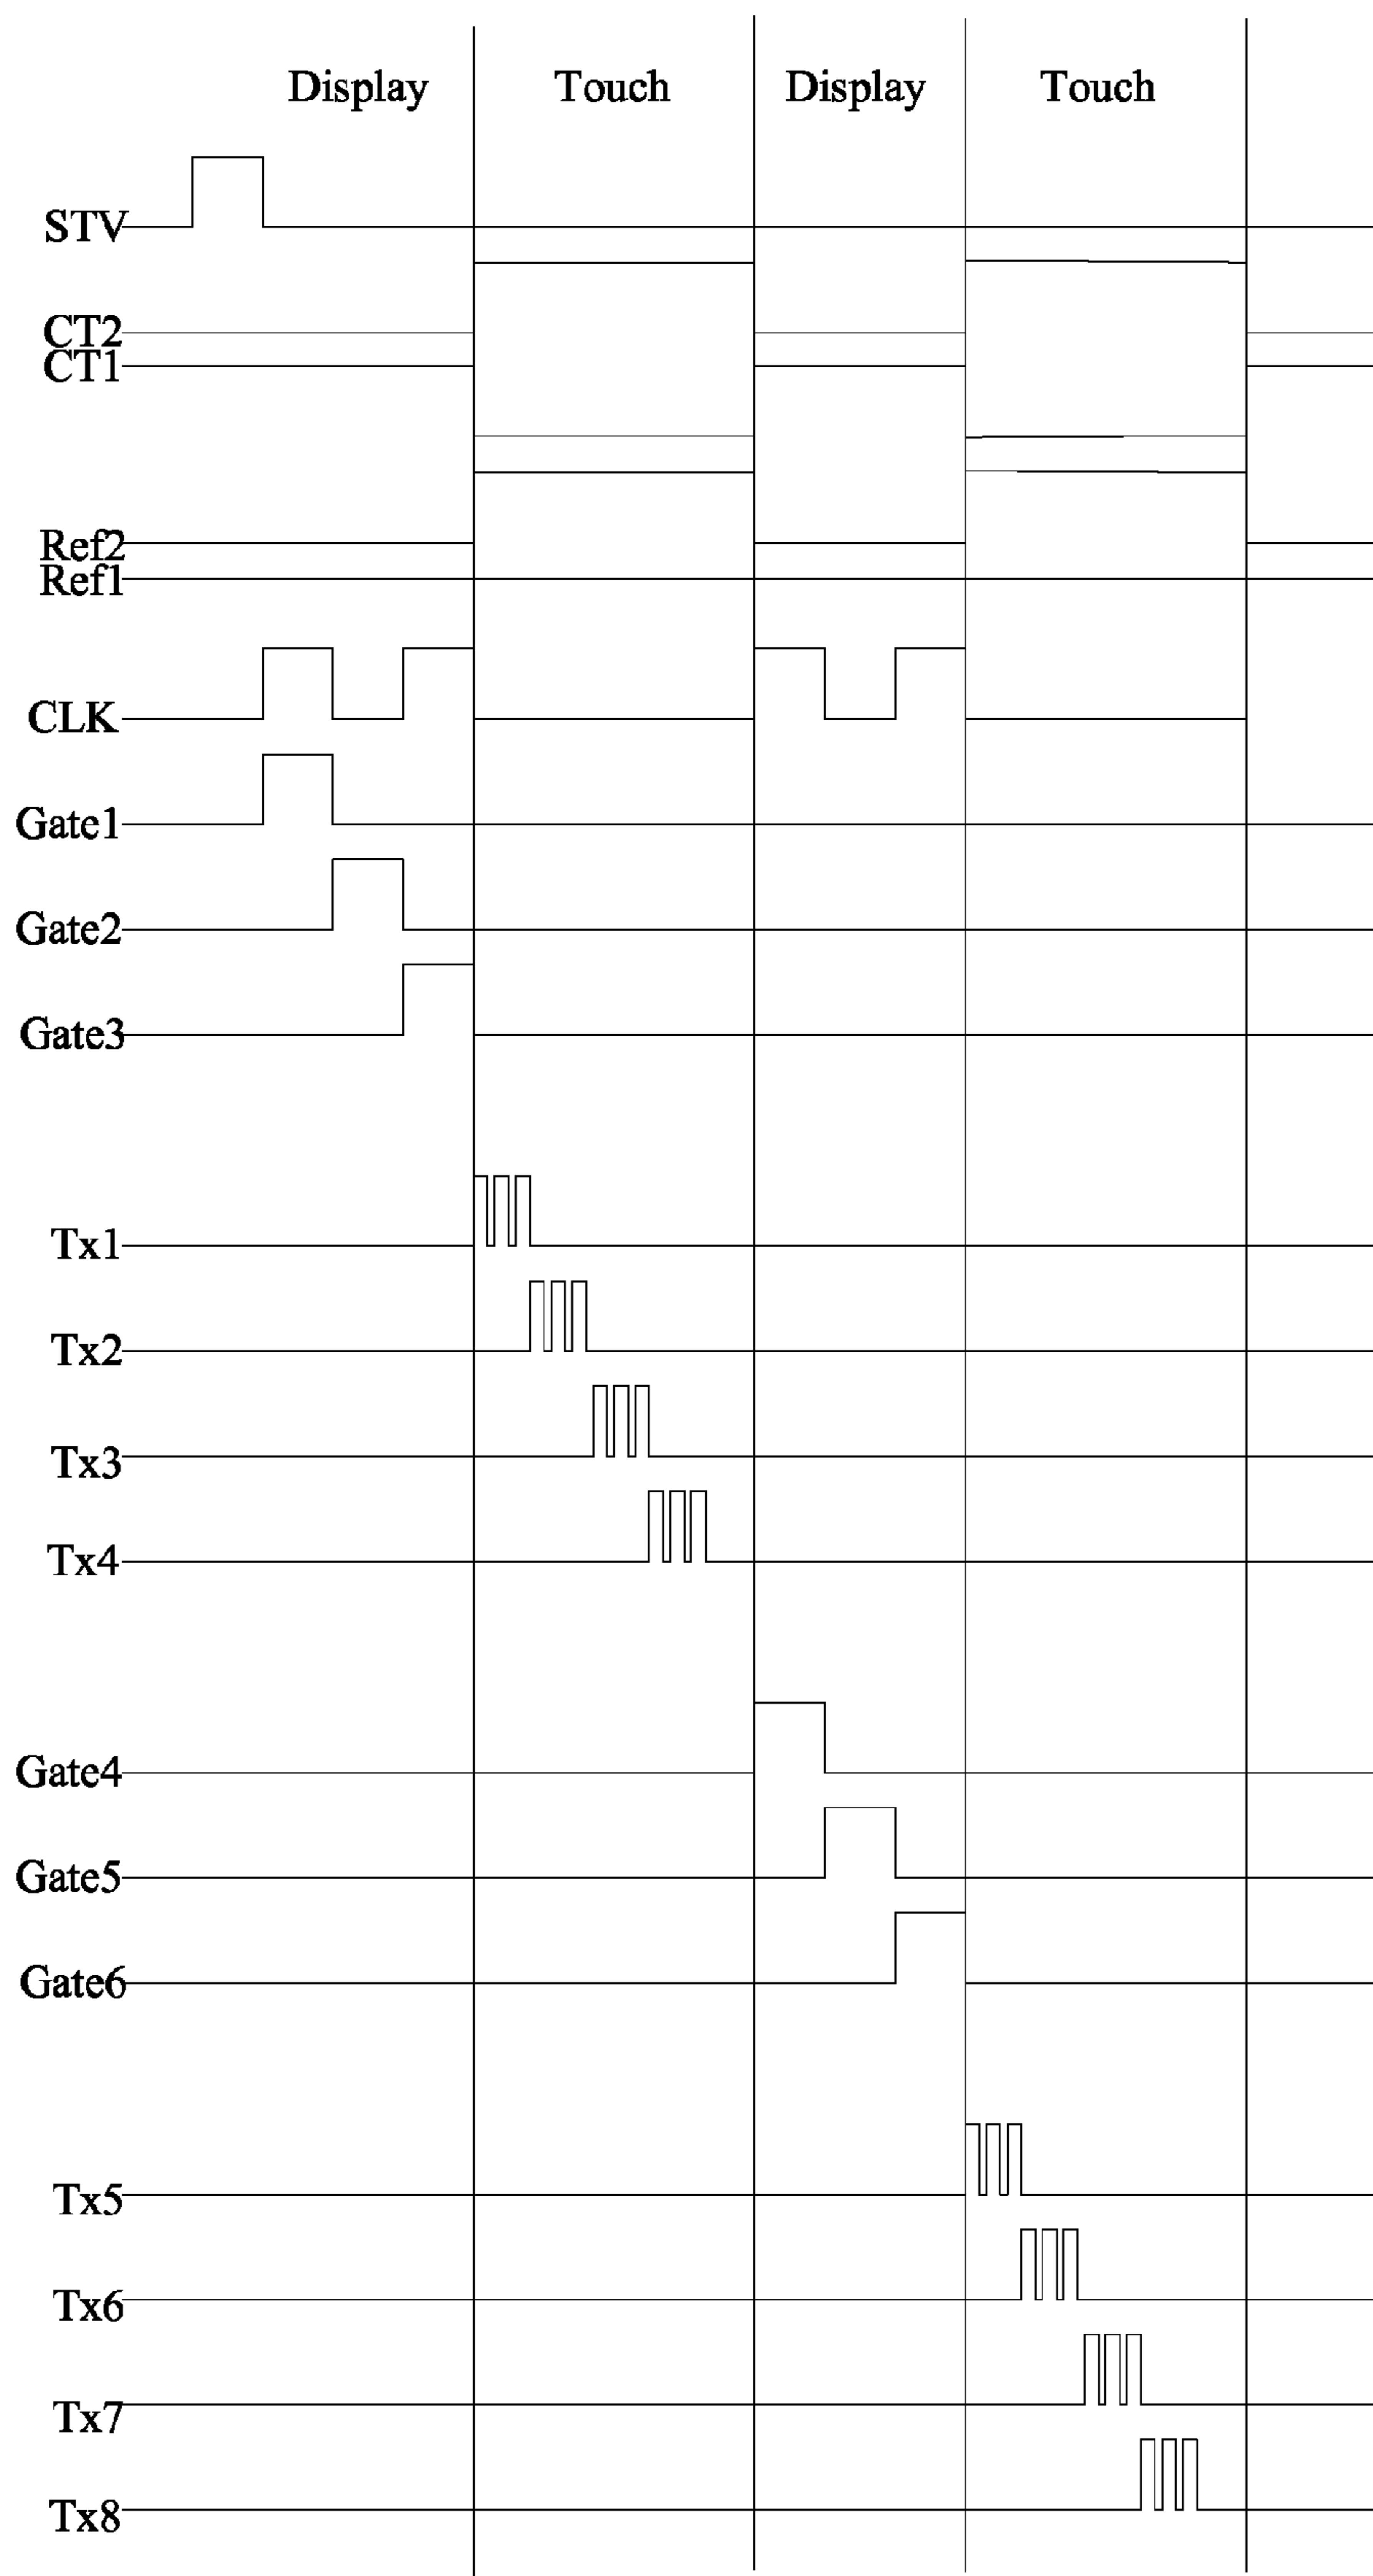 Display Touch Display Touch
STV
CT2
CT1
Ref2
Ref1
CLK
Gate1
Gate2
Gate3
Tx1
Tx2
Tx3
Tx4
Gate4
Gate5
Gate6
Tx5
Tx6
Tx7
Tx8